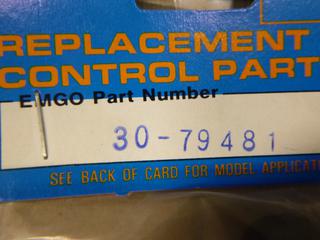 REPLACEMENT
CONTROL PART
EMGO Part Number
30-79481
SEE BACK OF CARD FOR MODEL APPLICAT